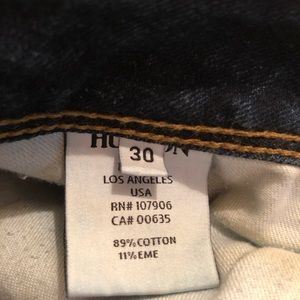 30
LOS ANGELES
USA
RN# 107906
CA# 00635
89% COTTON
11% EME